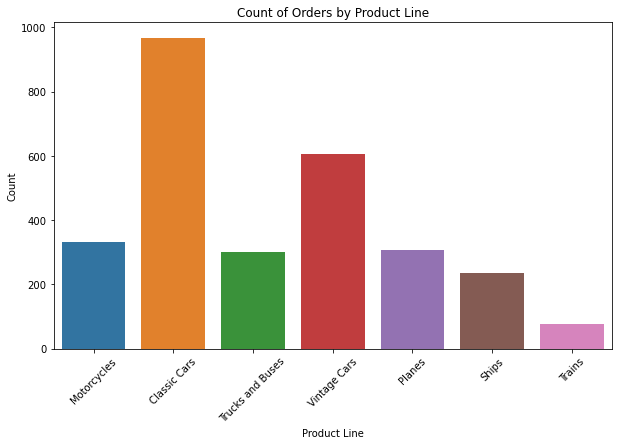 Count of Orders by Product Line
1000
800
600
400
200
0
Count
Motorcycles
Classic Cars
Trucks and Buses
Vintage Cars
Planes
Ships
Trains
Product Line